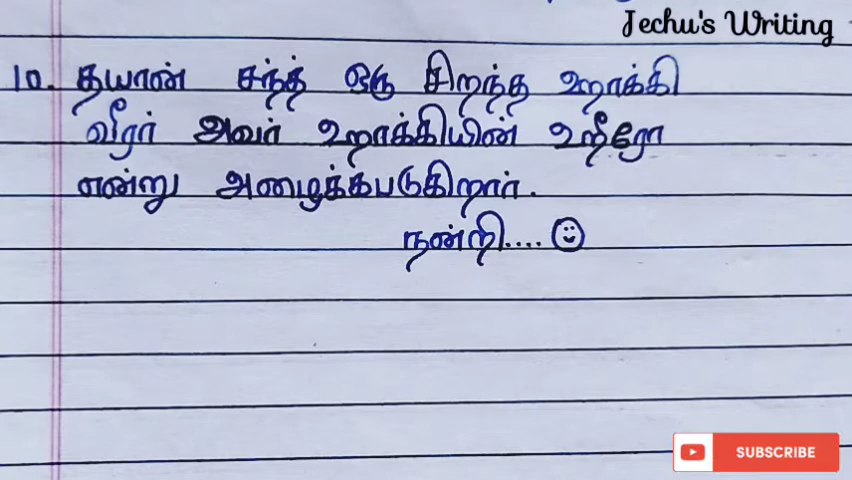 Jechu's Writing
10. தயான் சந்த் ஒரு சிறந்த ஹாக்கி
வீரர் அவர் ஹாக்கியின் ஹீரோ
என்று அழைக்கபடுகிறார்.
நன்றி....
SUBSCRIBE